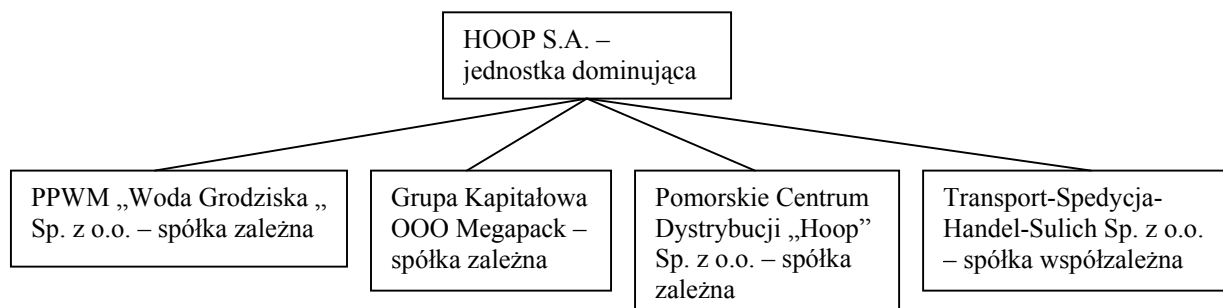 HOOP S.A. –
jednostka dominująca
PPWM „Woda Grodziska „
Sp. z o.o. – spółka zależna
Grupa Kapitałowa
OOO Megapack –
spółka zależna
Pomorskie Centrum
Dystrybucji „Hoop”
Sp. z o.o. – spółka
zależna
Transport-Spedycja-
Handel-Sulich Sp. z o.o.
– spółka współzależna